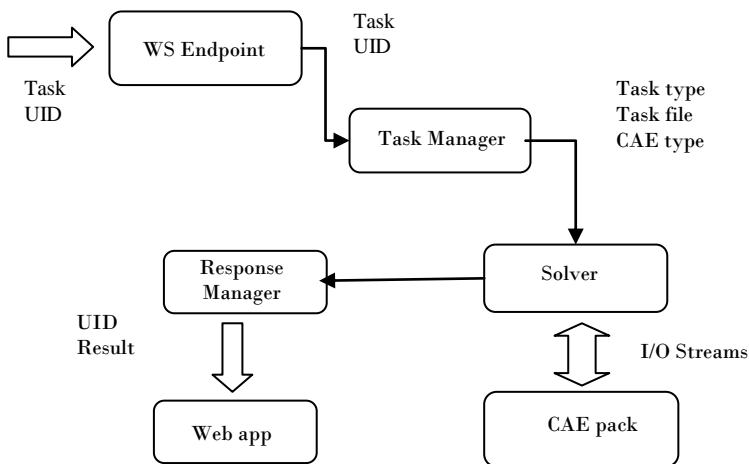 WS Endpoint
Task
UID
Task
UID
Task type
Task file
CAE type
Task Manager
Response
Manager
Solver
UID
Result
I/O Streams
Web app
CAE pack